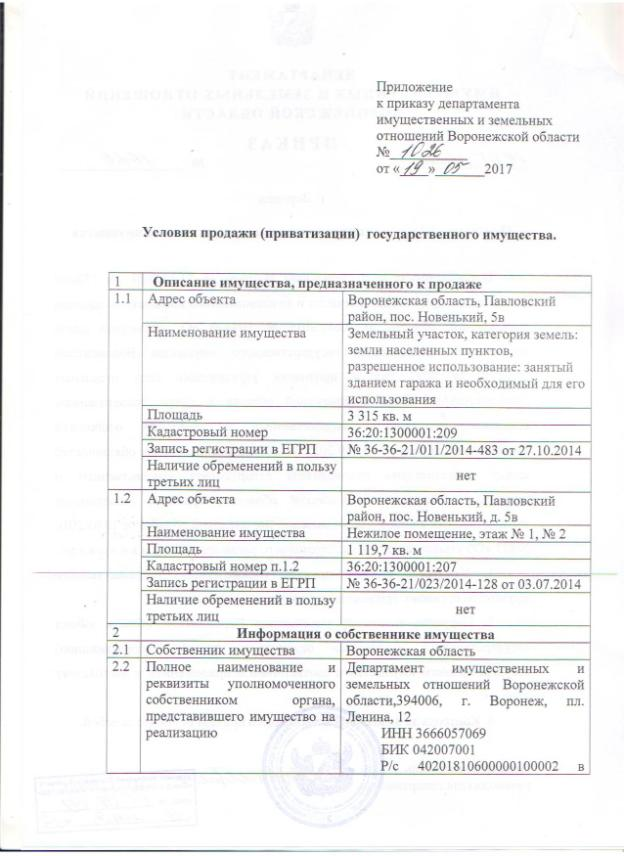 Приложение
к приказу департамента
имущественных и земельных
отношений Воронежской области
№ 1026
от « 19 » 05 2017
Условия продажи (приватизации) государственного имущества.
1 Описание имущества, предназначенного к продаже
1.1 Адрес объекта Воронежская область, Павловский
район, пос. Новенький, 5в
Наименование имущества Земельный участок, категория земель:
земли населенных пунктов,
разрешенное использование: занятый
зданием гаража и необходимый для его
использования
Площадь 3 315 кв. м
Кадастровый номер 36:20:1300001:209
Запись регистрации в ЕГРП № 36-36-21/011/2014-483 от 27.10.2014
Наличие обременений в пользу
третьих лиц нет
1.2 Адрес объекта Воронежская область, Павловский
район, пос. Новенький, д. 5в
Наименование имущества Нежилое помещение, этаж № 1, № 2
Площадь 1 119,7 кв. м
Кадастровый номер п.1.2 36:20:1300001:207
Запись регистрации в ЕГРП № 36-36-21/023/2014-128 от 03.07.2014
Наличие обременений в пользу
третьих лиц нет
2 Информация о собственнике имущества
2.1 Собственник имущества Воронежская область
2.2 Полное наименование и Департамент имущественных и
реквизиты уполномоченного земельных отношений Воронежской
собственником органа, области,394006, г. Воронеж, пл.
представившего имущество на Ленина, 12
реализацию ИНН 3666057069
БИК 042007001
Р/с 40201810600000100002 в